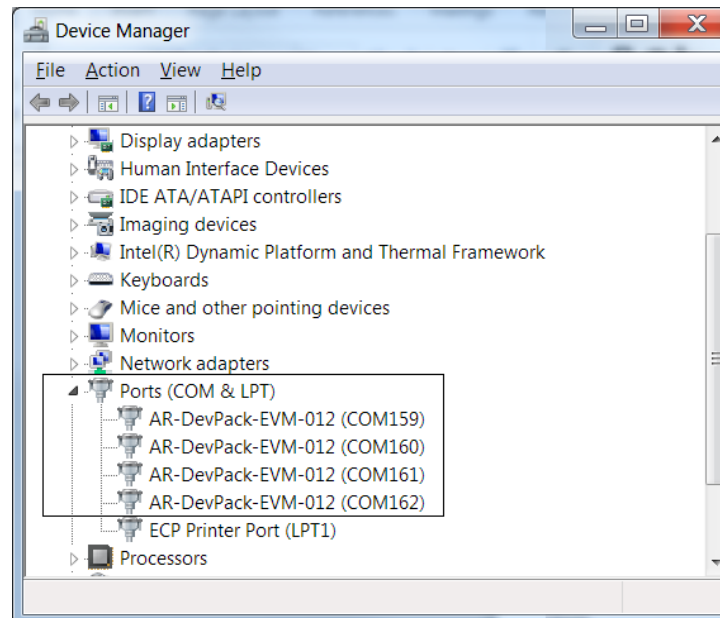 Device Manager
File Action View Help
Display adapters
Human Interface Devices
IDE ATA/ATAPI controllers
Imaging devices
Intel(R) Dynamic Platform and Thermal Framework
Keyboards
Mice and other pointing devices
Monitors
Network adapters
Ports (COM & LPT)
AR-DevPack-EVM-012 (COM159)
AR-DevPack-EVM-012 (COM160)
AR-DevPack-EVM-012 (COM161)
AR-DevPack-EVM-012 (COM162)
ECP Printer Port (LPT1)
Processors